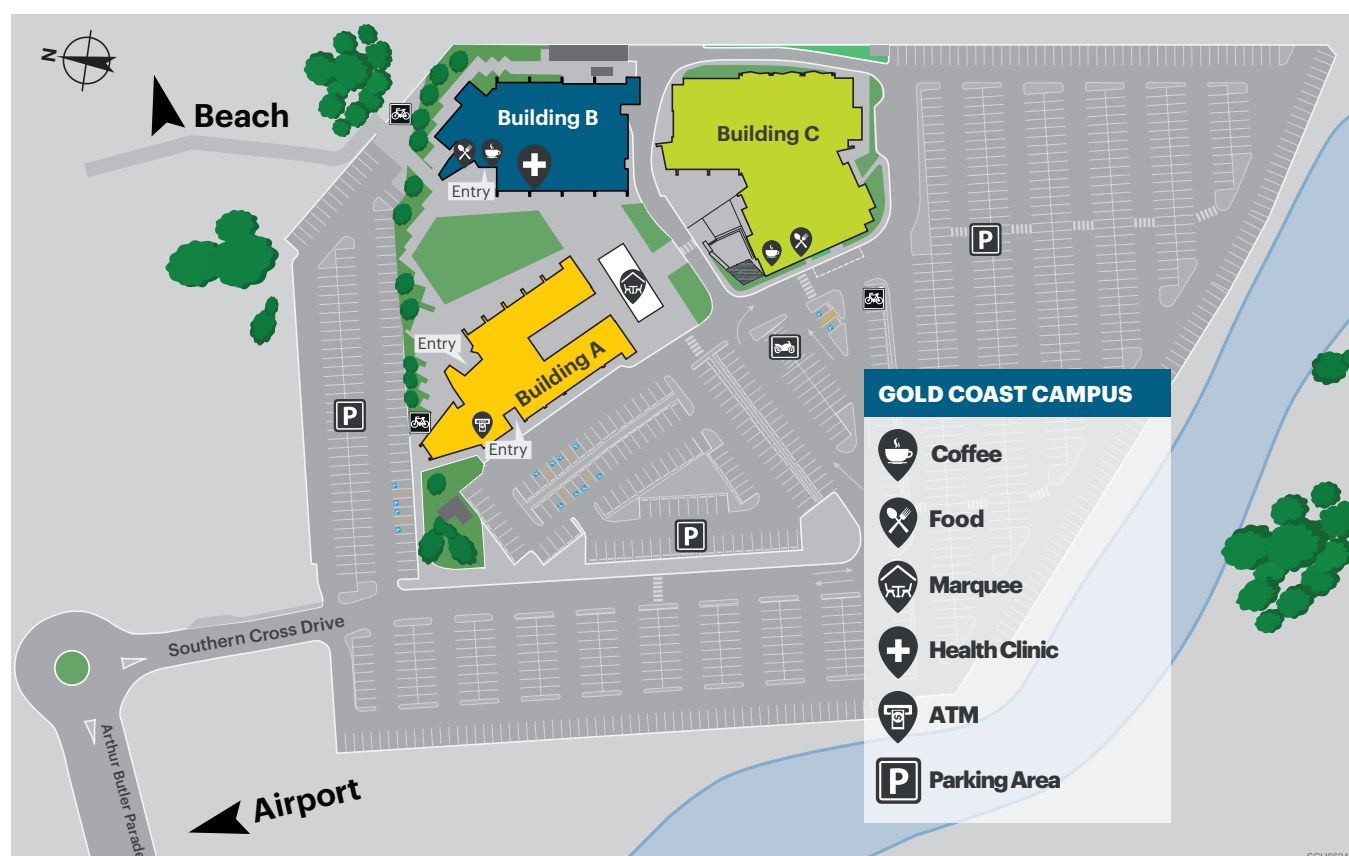 N
Beach
Building B
Entry
Building C
Entry
Building A
Entry
P
P
P
GOLD COAST CAMPUS
Coffee
Food
Marquee
Health Clinic
ATM
P
Parking Area
Southern Cross Drive
Arthur Butler Parade
Airport